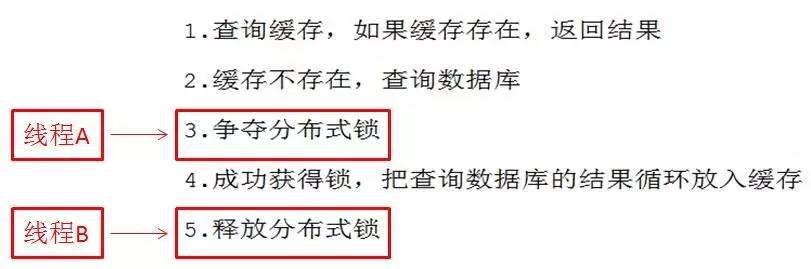 1.查询缓存，如果缓存存在，返回结果
2.缓存不存在，查询数据库
线程A
3.争夺分布式锁
4.成功获得锁，把查询数据库的结果循环放入缓存
线程B
5.释放分布式锁